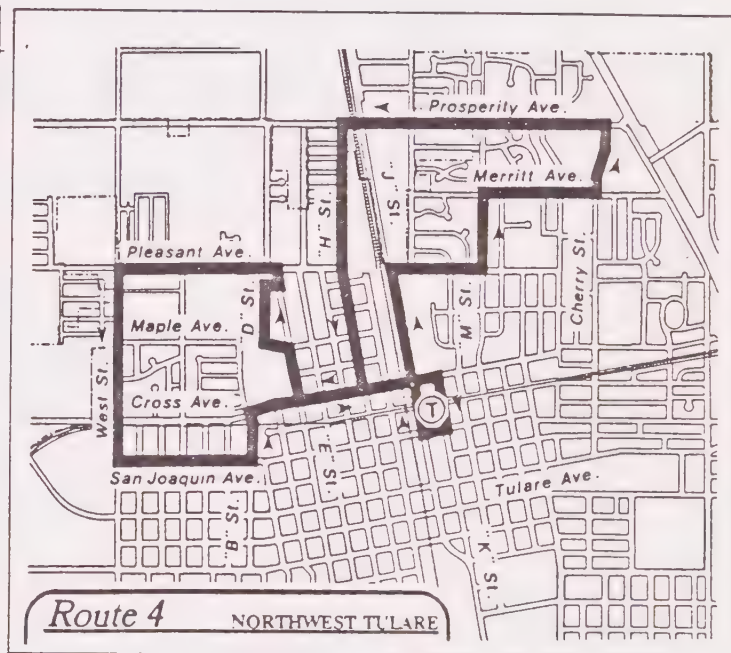 Prosperity Ave.
Merritt Ave.
"J" St.
"H" St.
Pleasant Ave.
"D" St.
Maple Ave.
"M" St.
Cherry St.
West St.
Cross Ave.
T
"E" St.
San Joaquin Ave.
Tulare Ave.
"B" St.
"K" St.
Route 4 NORTHWEST TULARE